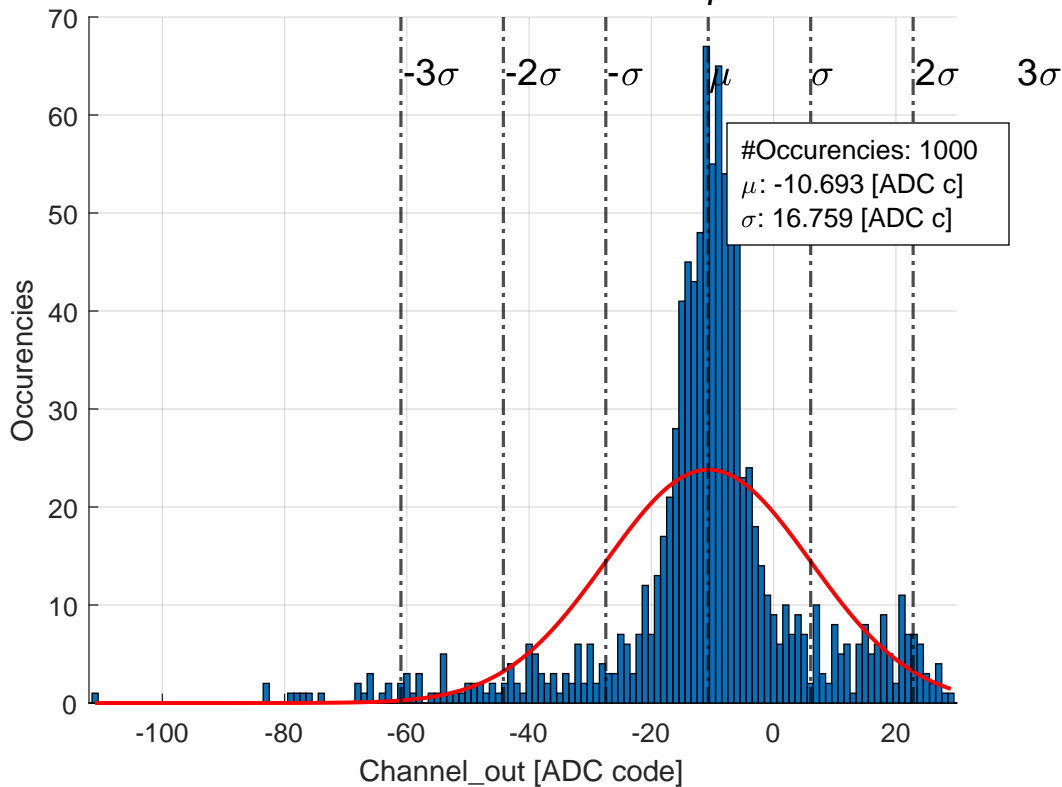 μ
70
60
50
40
30
20
10
0
-3σ -2σ -σ μ σ 2σ 3σ
#Occurencies: 1000
μ: -10.693 [ADC c]
σ: 16.759 [ADC c]
Occurencies
-100 -80 -60 -40 -20 0 20
Channel_out [ADC code]